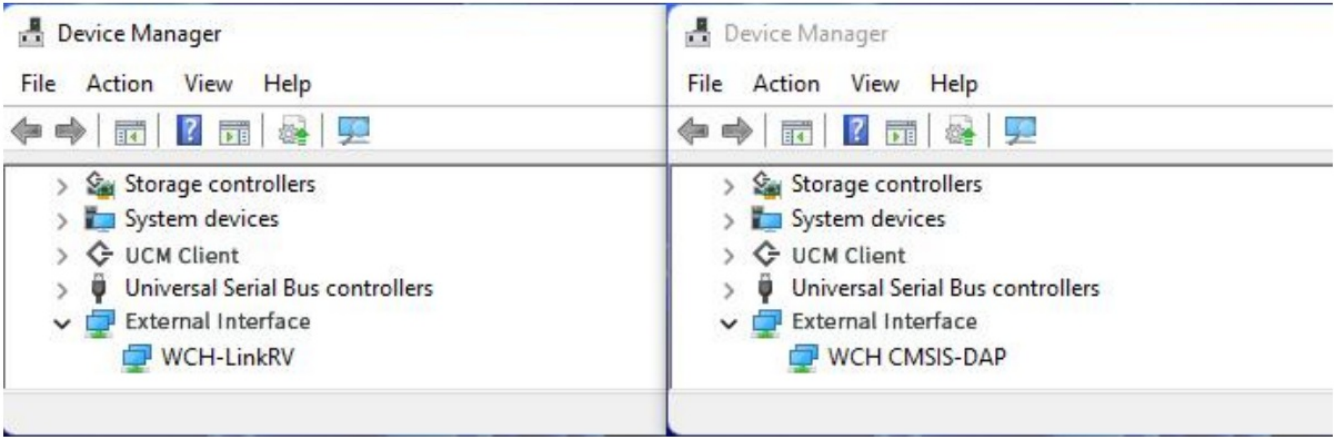 Device Manager
File Action View Help
Storage controllers
System devices
UCM Client
Universal Serial Bus controllers
External Interface
WCH-LinkRV
Device Manager
File Action View Help
Storage controllers
System devices
UCM Client
Universal Serial Bus controllers
External Interface
WCH CMSIS-DAP